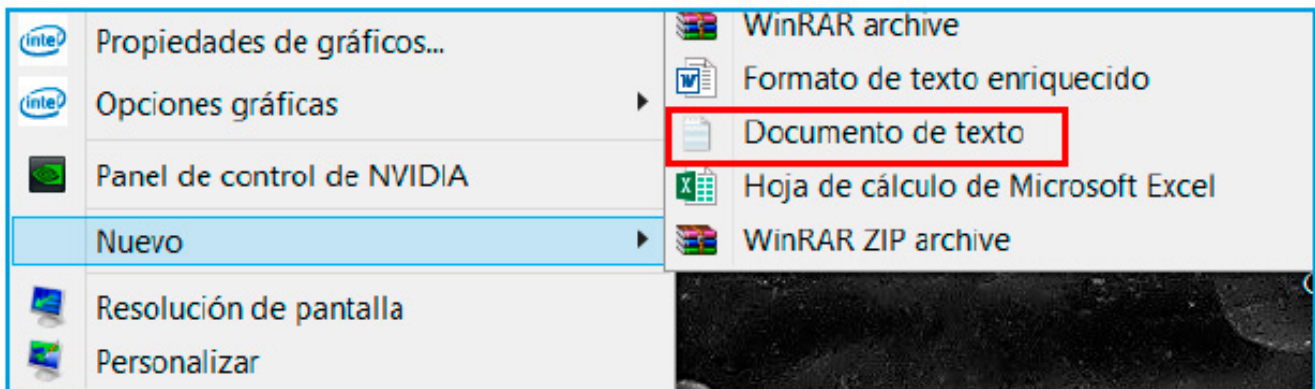 Propiedades de gráficos...
Opciones gráficas
Panel de control de NVIDIA
Nuevo
Resolución de pantalla
Personalizar
WinRAR archive
Formato de texto enriquecido
Documento de texto
Hoja de cálculo de Microsoft Excel
WinRAR ZIP archive